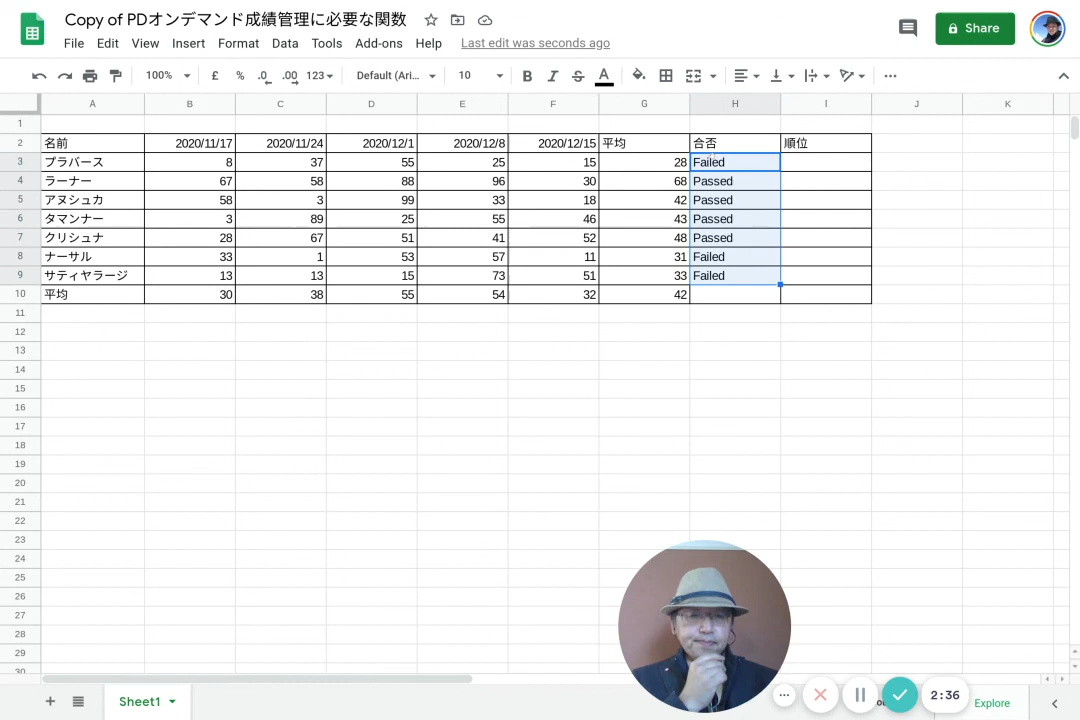 Copy of PDオンデマンド成績管理に必要な関数
File Edit View Insert Format Data Tools Add-ons Help Last edit was seconds ago
Share
100% £ % .0 .00 123 Default (Ari... 10 B I S A
A B C D E F G H I J K
1
2 名前 2020/11/17 2020/11/24 2020/12/1 2020/12/8 2020/12/15 平均 合否 順位
3 プラバース 8 37 55 25 15 28 Failed
4 ラーナー 67 58 88 96 30 68 Passed
5 アヌシュカ 58 3 99 33 18 42 Passed
6 タマンナー 3 89 25 55 46 43 Passed
7 クリシュナ 28 67 51 41 52 48 Passed
8 ナーサル 33 1 53 57 11 31 Failed
9 サティヤラージ 13 13 15 73 51 33 Failed
10 平均 30 38 55 54 32 42
11
12
13
14
15
16
17
18
19
20
21
22
23
24
25
26
27
28
29
30
Sheet1
2:36
Explore